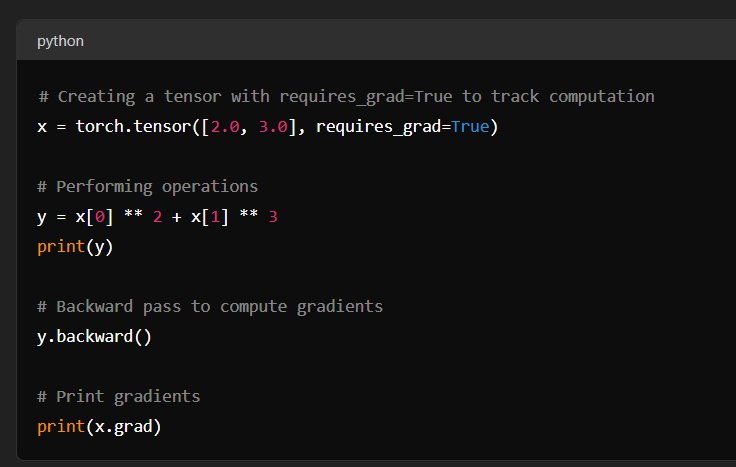 python
# Creating a tensor with requires_grad=True to track computation
x = torch.tensor([2.0, 3.0], requires_grad=True)
# Performing operations
y = x[0] ** 2 + x[1] ** 3
print(y)
# Backward pass to compute gradients
y.backward()
# Print gradients
print(x.grad)